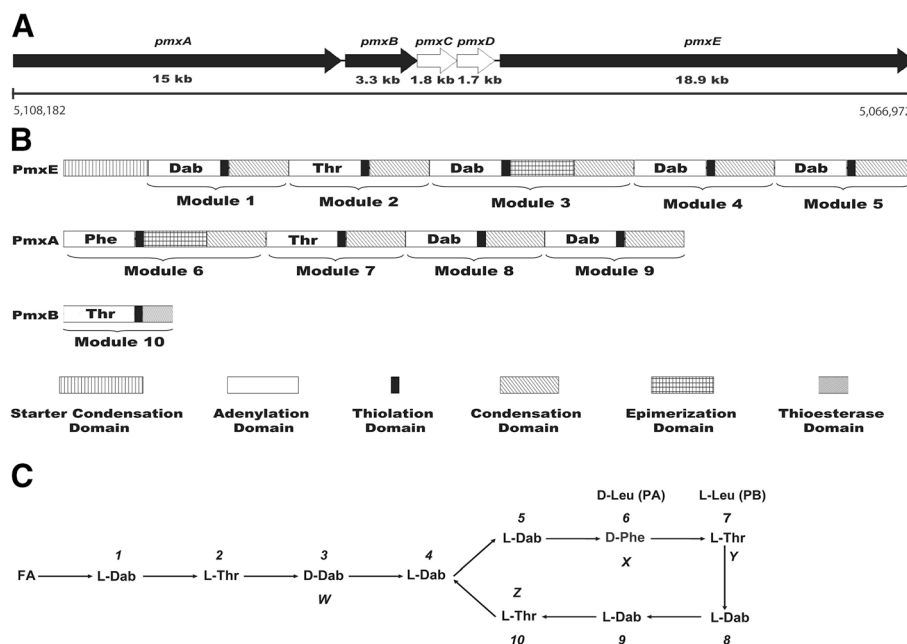 A
pmxA pmxB pmxC pmxD pmxE
15 kb 3.3 kb 1.8 kb 1.7 kb 18.9 kb
5,108,182 5,066,972
B
PmxE Dab Thr Dab Dab Dab
Module 1 Module 2 Module 3 Module 4 Module 5
PmxA Phe Thr Dab Dab
Module 6 Module 7 Module 8 Module 9
PmxB Thr
Module 10
Starter Condensation Domain Adenylation Domain Thiolation Domain Condensation Domain Epimerization Domain Thioesterase Domain
C
D-Leu (PA) L-Leu (PB)
5 6 7
L-Dab D-Phe L-Thr
1 2 3 4
X Y
FA L-Dab L-Thr D-Dab L-Dab
W Z
L-Thr L-Dab L-Dab
10 9 8